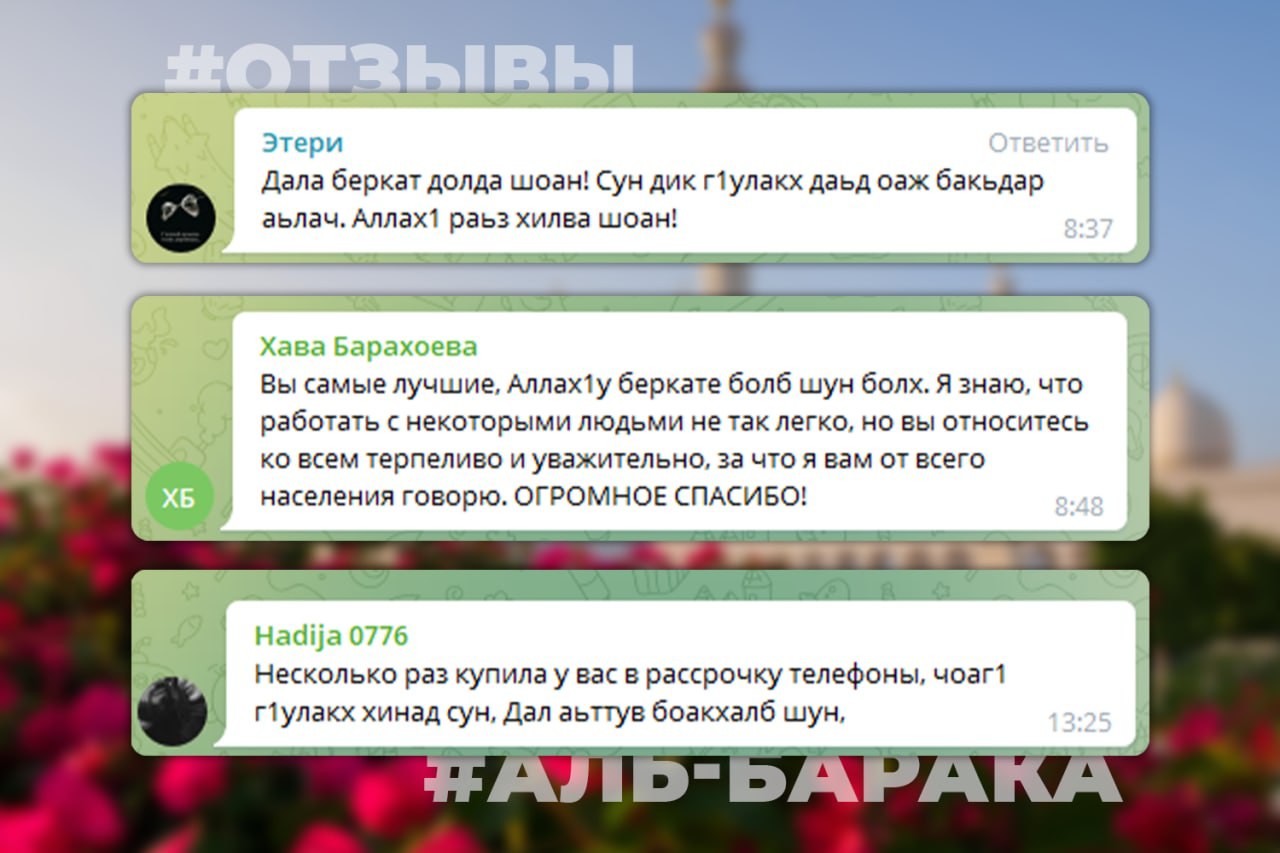 #ОТЗЫВЫ
Этери
Ответить
Дала беркат долда шоан! Сун дик г1улакх даьд оаж бакьдар
аьлач. Аллах1 раьз хилва шоан!
8:37
Хава Барахоева
Вы самые лучшие, Аллах1у беркате болб шун болх. Я знаю, что
работать с некоторыми людьми не так легко, но вы относитесь
ко всем терпеливо и уважительно, за что я вам от всего
населения говорю. ОГРОМНОЕ СПАСИБО!
ХБ
8:48
Hadija 0776
Несколько раз купила у вас в рассрочку телефоны, чоаг1
г1улакх хинад сун, Дал аьттув боакхалб шун,
13:25
#АЛЬ-БАРАКА